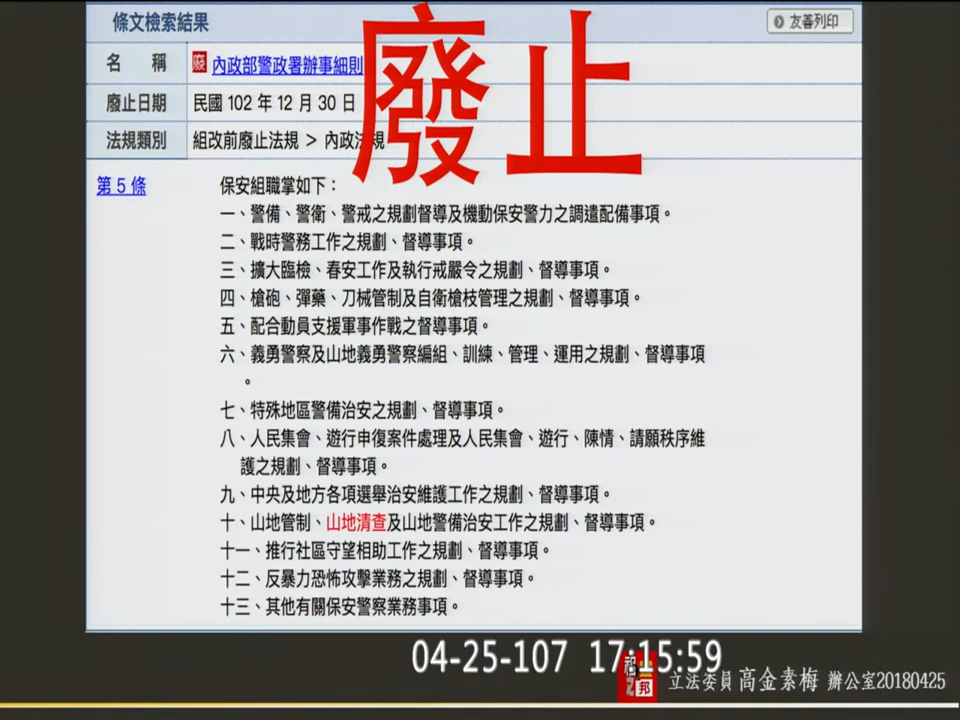 條文檢索結果
友善列印
廢止
名 稱 廢 內政部警政署辦事細則
廢止日期 民國 102 年 12 月 30 日
法規類別 組改前廢止法規 > 內政法規
第 5 條 保安組職掌如下：
一、警備、警衛、警戒之規劃督導及機動保安警力之調遣配備事項。
二、戰時警務工作之規劃、督導事項。
三、擴大臨檢、春安工作及執行戒嚴令之規劃、督導事項。
四、槍砲、彈藥、刀械管制及自衛槍枝管理之規劃、督導事項。
五、配合動員支援軍事作戰之督導事項。
六、義勇警察及山地義勇警察編組、訓練、管理、運用之規劃、督導事項
。
七、特殊地區警備治安之規劃、督導事項。
八、人民集會、遊行申復案件處理及人民集會、遊行、陳情、請願秩序維
護之規劃、督導事項。
九、中央及地方各項選舉治安維護工作之規劃、督導事項。
十、山地管制、山地清查及山地警備治安工作之規劃、督導事項。
十一、推行社區守望相助工作之規劃、督導事項。
十二、反暴力恐怖攻擊業務之規劃、督導事項。
十三、其他有關保安警察業務事項。
04-25-107 17:15:59
立法委員 高金素梅 辦公室20180425